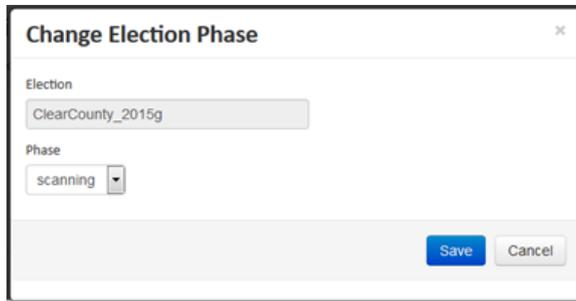 Change Election Phase ×
Election
ClearCounty_2015g
Phase
scanning
Save Cancel